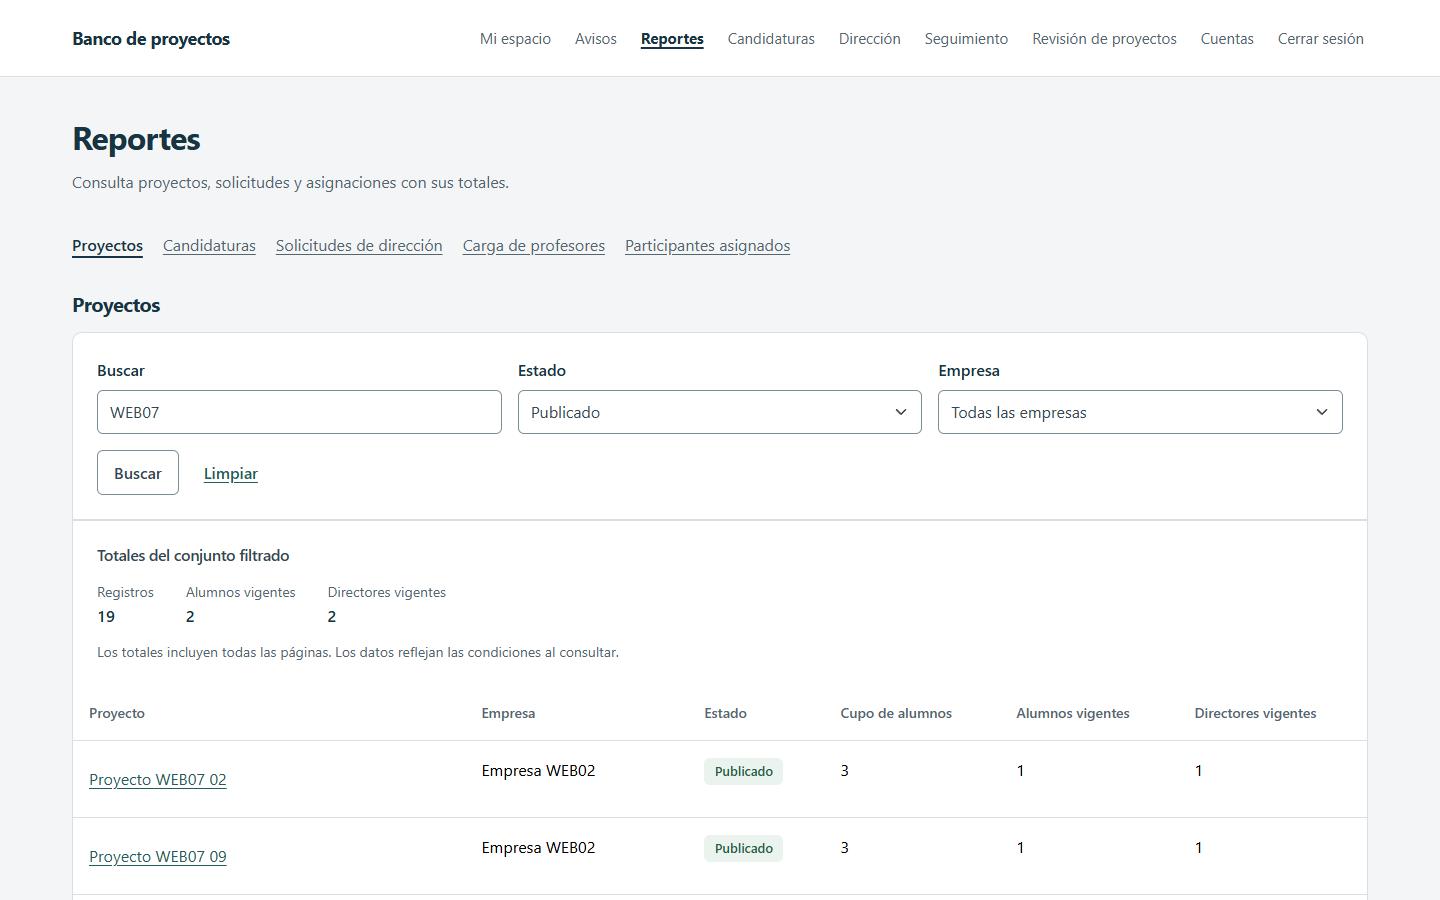 Banco de proyectos
Mi espacio Avisos Reportes Candidaturas Dirección Seguimiento Revisión de proyectos Cuentas Cerrar sesión
Reportes
Consulta proyectos, solicitudes y asignaciones con sus totales.
Proyectos Candidaturas Solicitudes de dirección Carga de profesores Participantes asignados
Proyectos
Buscar Estado Empresa
WEB07 Publicado Todas las empresas
Buscar Limpiar
Totales del conjunto filtrado
Registros Alumnos vigentes Directores vigentes
19 2 2
Los totales incluyen todas las páginas. Los datos reflejan las condiciones al consultar.
Proyecto Empresa Estado Cupo de alumnos Alumnos vigentes Directores vigentes
Proyecto WEB07 02 Empresa WEB02 Publicado 3 1 1
Proyecto WEB07 09 Empresa WEB02 Publicado 3 1 1